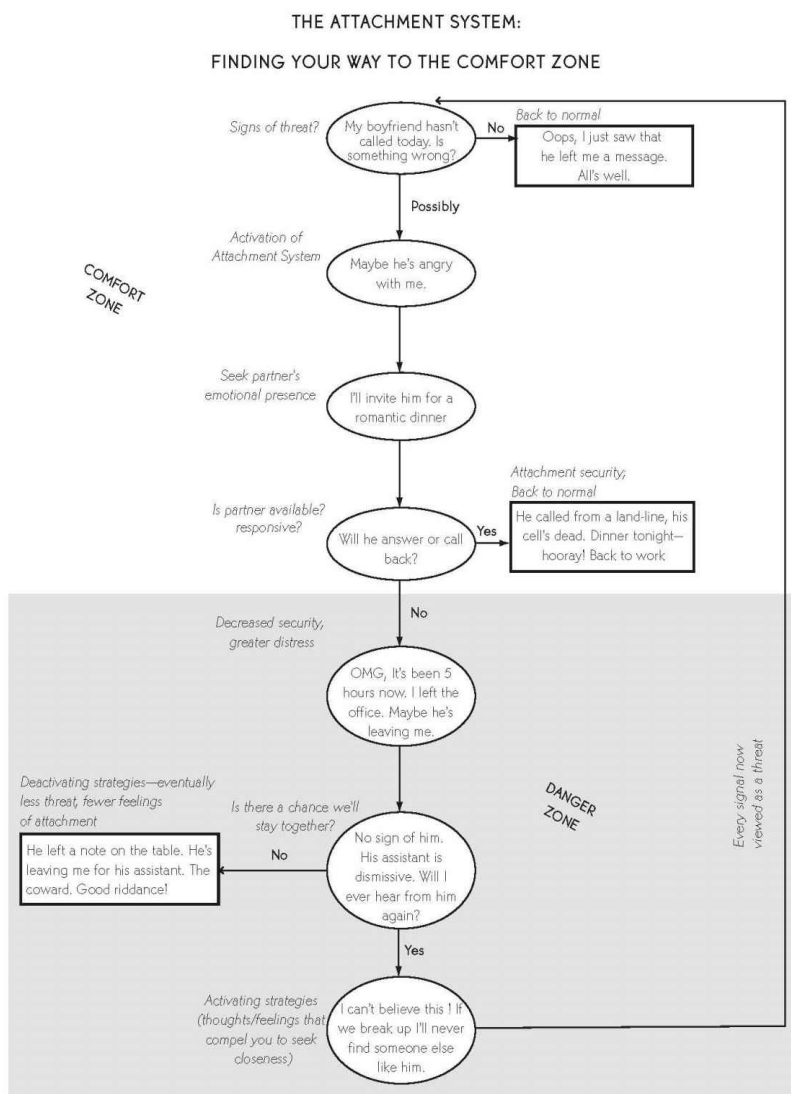 THE ATTACHMENT SYSTEM:
FINDING YOUR WAY TO THE COMFORT ZONE
Signs of threat?
My boyfriend hasn't
called today. Is
something wrong?
No
Back to normal
Oops, I just saw that
he left me a message.
All's well.
Possibly
Activation of
Attachment System
Maybe he's angry
with me.
COMFORT
ZONE
Seek partner's
emotional presence
I'll invite him for a
romantic dinner
Is partner available?
responsive?
Will he answer or call
back?
Yes
Attachment security,
Back to normal
He called from a land-line, his
cell's dead. Dinner tonight—
hooray! Back to work
No
Decreased security,
greater distress
OMG, It's been 5
hours now. I left the
office. Maybe he's
leaving me.
DANGER
ZONE
Every signal now
viewed as a threat
Deactivating strategies—eventually
less threat, fewer feelings
of attachment
Is there a chance we'll
stay together?
No sign of him.
His assistant is
dismissive. Will I
ever hear from him
again?
No
He left a note on the table. He's
leaving me for his assistant. The
coward. Good riddance!
Yes
Activating strategies
(thoughts/feelings that
compel you to seek
closeness)
I can't believe this ! If
we break up I'll never
find someone else
like him.